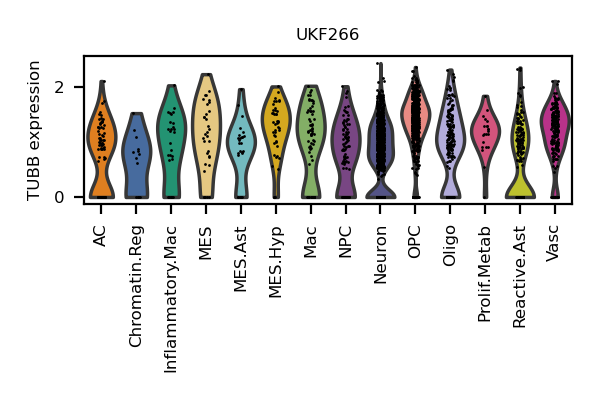 UKF266
TUBB expression
2
0
AC
Chromatin.Reg
Inflammatory.Mac
MES
MES.Ast
MES.Hyp
Mac
NPC
Neuron
OPC
Oligo
Prolif.Metab
Reactive.Ast
Vasc